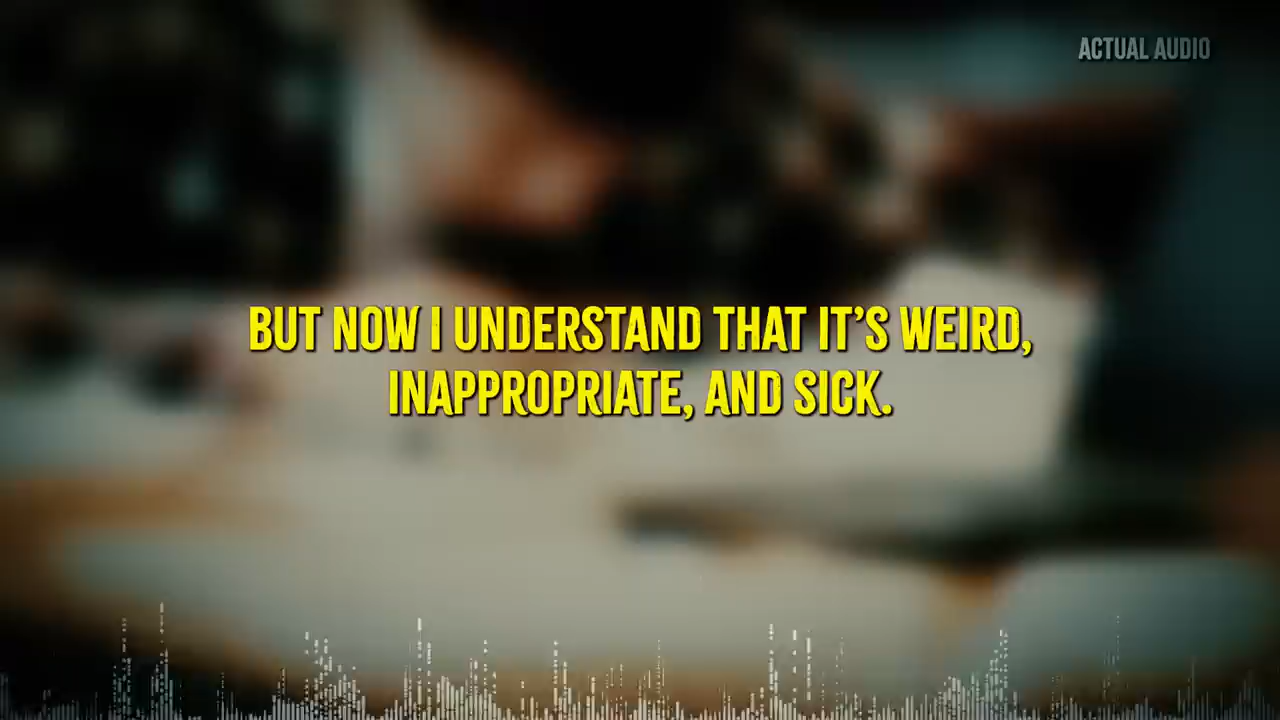 ACTUAL AUDIO
BUT NOW I UNDERSTAND THAT IT'S WEIRD,
INAPPROPRIATE, AND SICK.